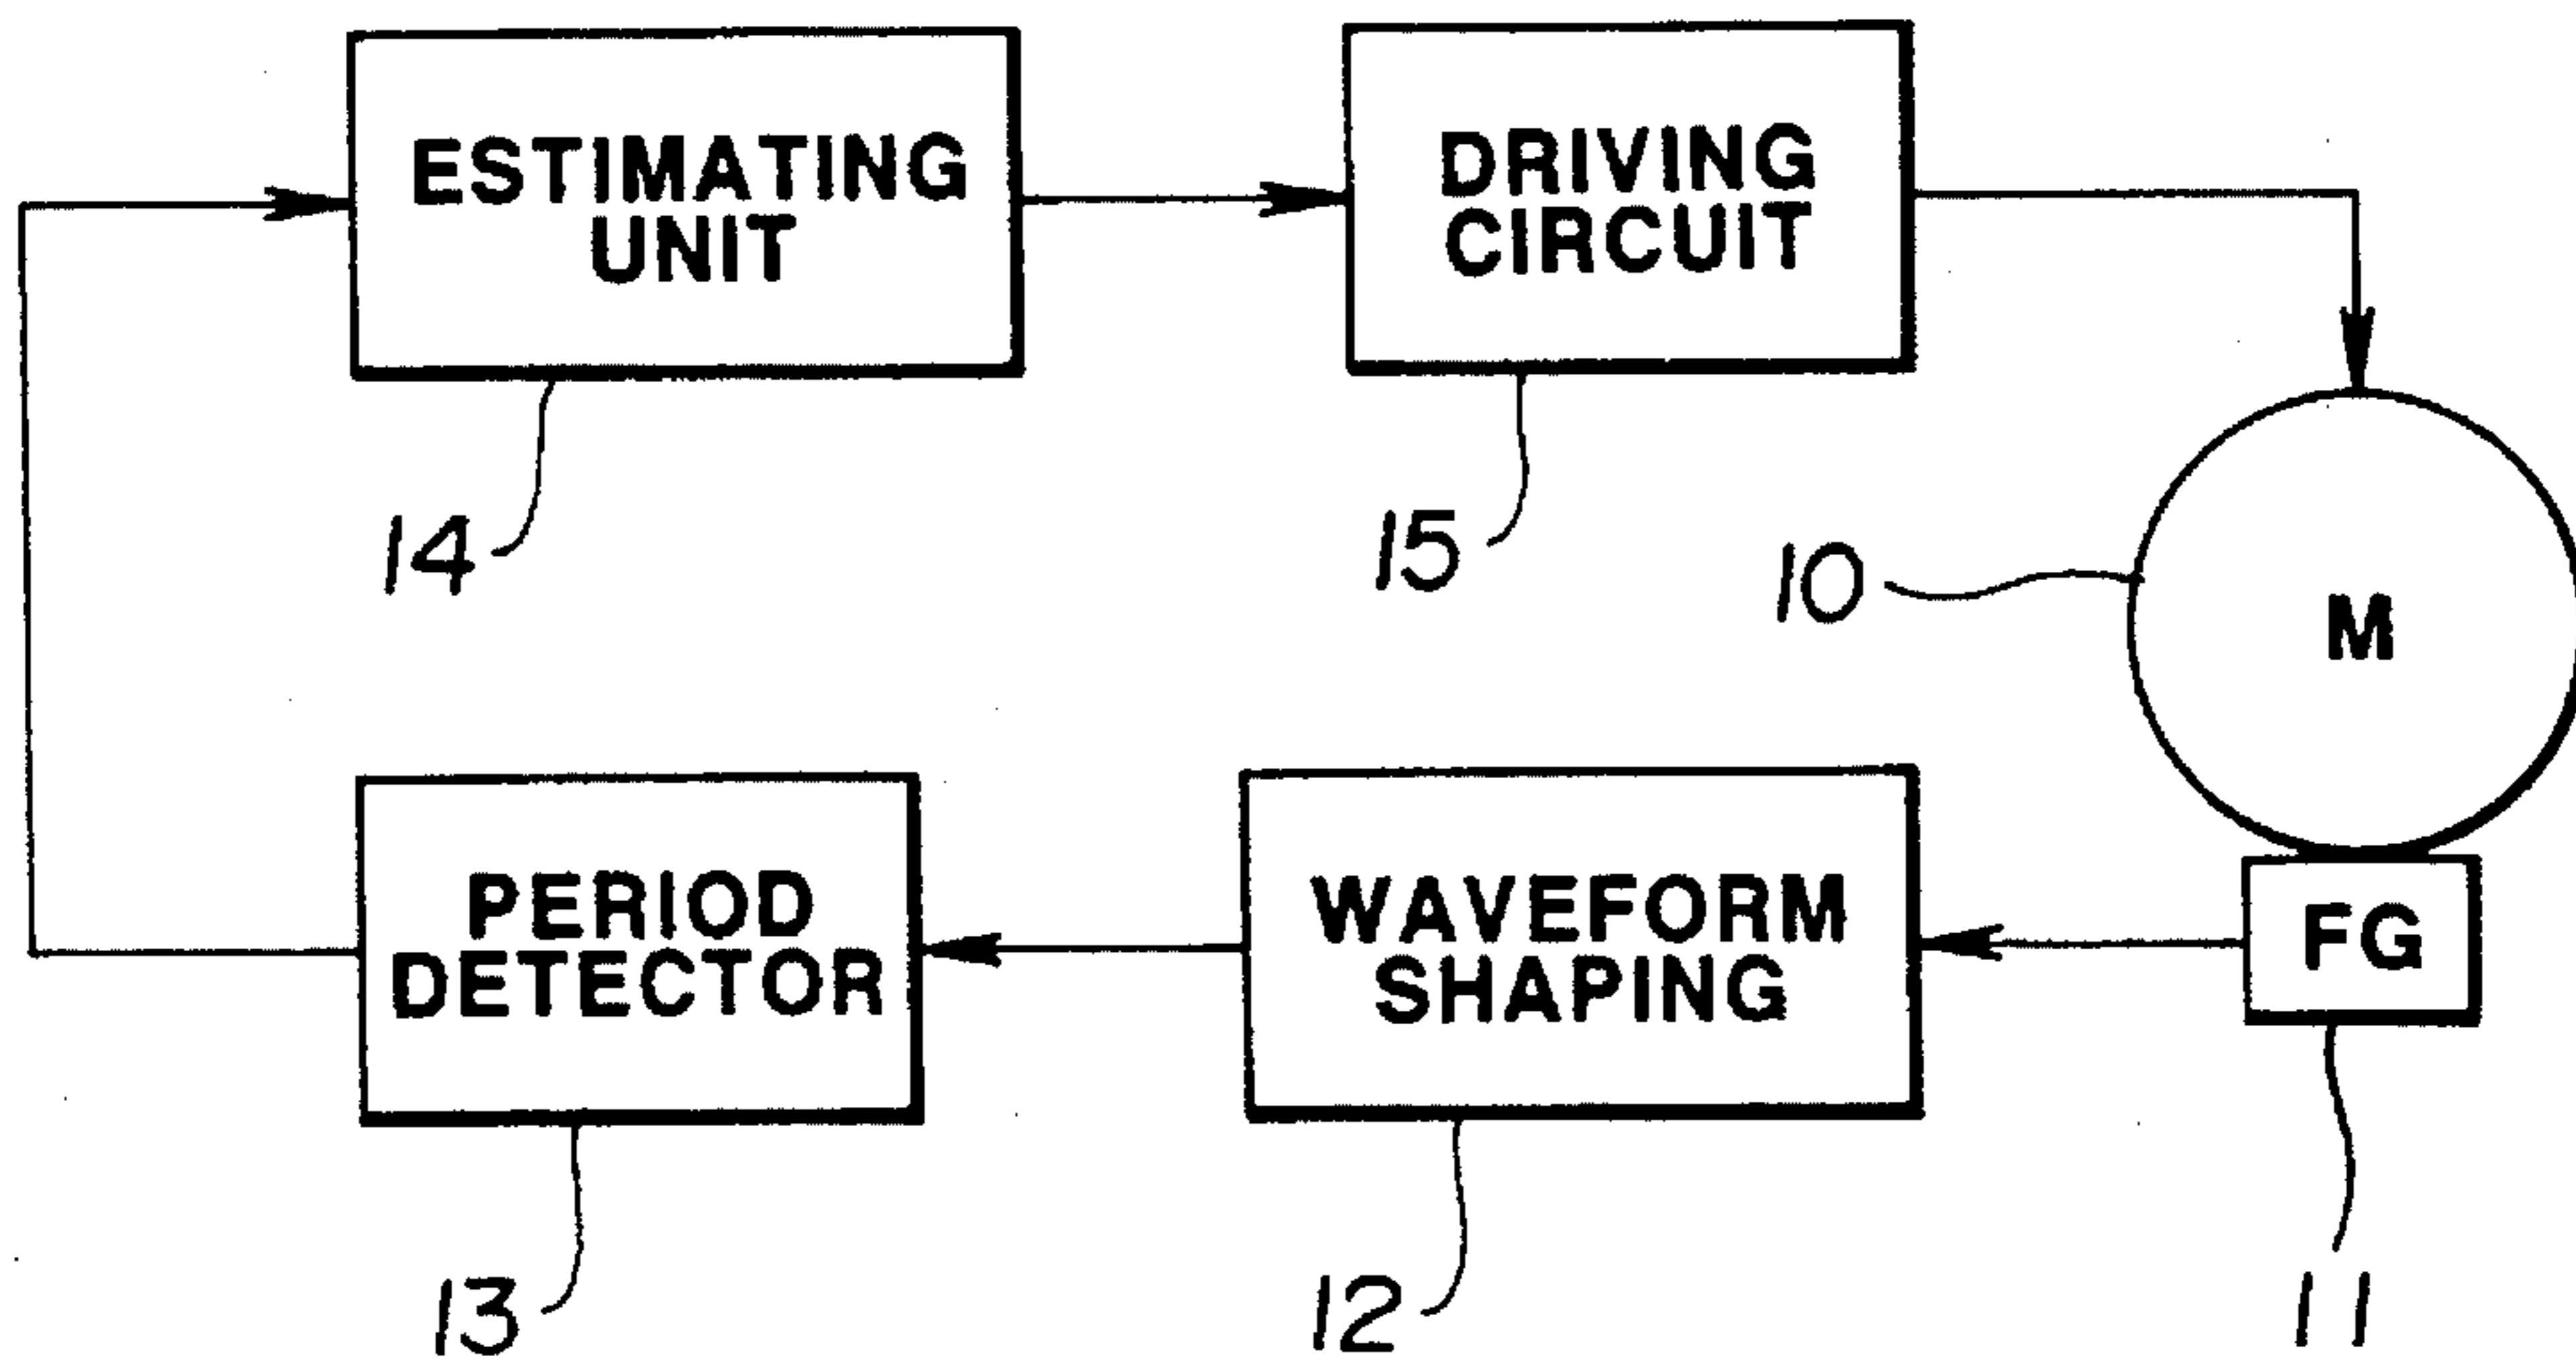 ESTIMATING
UNIT
DRIVING
CIRCUIT
14
15
10
M
PERIOD
DETECTOR
WAVEFORM
SHAPING
FG
13
12
11